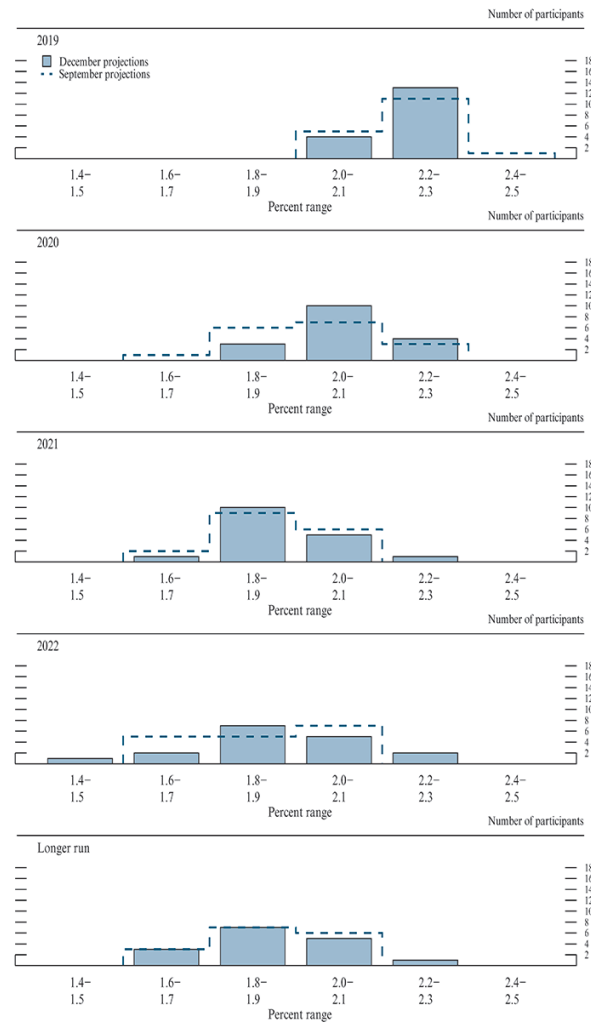 Number of participants
2019
December projections
September projections
18
16
14
12
10
8
6
4
2
1.4– 1.6– 1.8– 2.0– 2.2– 2.4–
1.5 1.7 1.9 2.1 2.3 2.5
Percent range
Number of participants
2020
18
16
14
12
10
8
6
4
2
1.4– 1.6– 1.8– 2.0– 2.2– 2.4–
1.5 1.7 1.9 2.1 2.3 2.5
Percent range
Number of participants
2021
18
16
14
12
10
8
6
4
2
1.4– 1.6– 1.8– 2.0– 2.2– 2.4–
1.5 1.7 1.9 2.1 2.3 2.5
Percent range
Number of participants
2022
18
16
14
12
10
8
6
4
2
1.4– 1.6– 1.8– 2.0– 2.2– 2.4–
1.5 1.7 1.9 2.1 2.3 2.5
Percent range
Number of participants
Longer run
18
16
14
12
10
8
6
4
2
1.4– 1.6– 1.8– 2.0– 2.2– 2.4–
1.5 1.7 1.9 2.1 2.3 2.5
Percent range